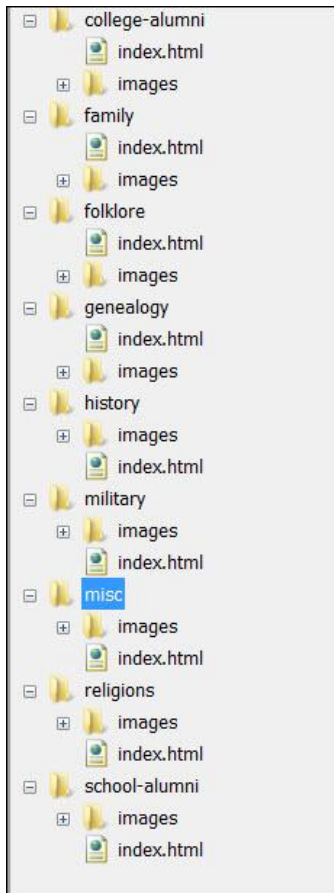 college-alumni
index.html
images
family
index.html
images
folklore
index.html
images
genealogy
index.html
images
history
images
index.html
military
images
index.html
misc
images
index.html
religions
images
index.html
school-alumni
images
index.html